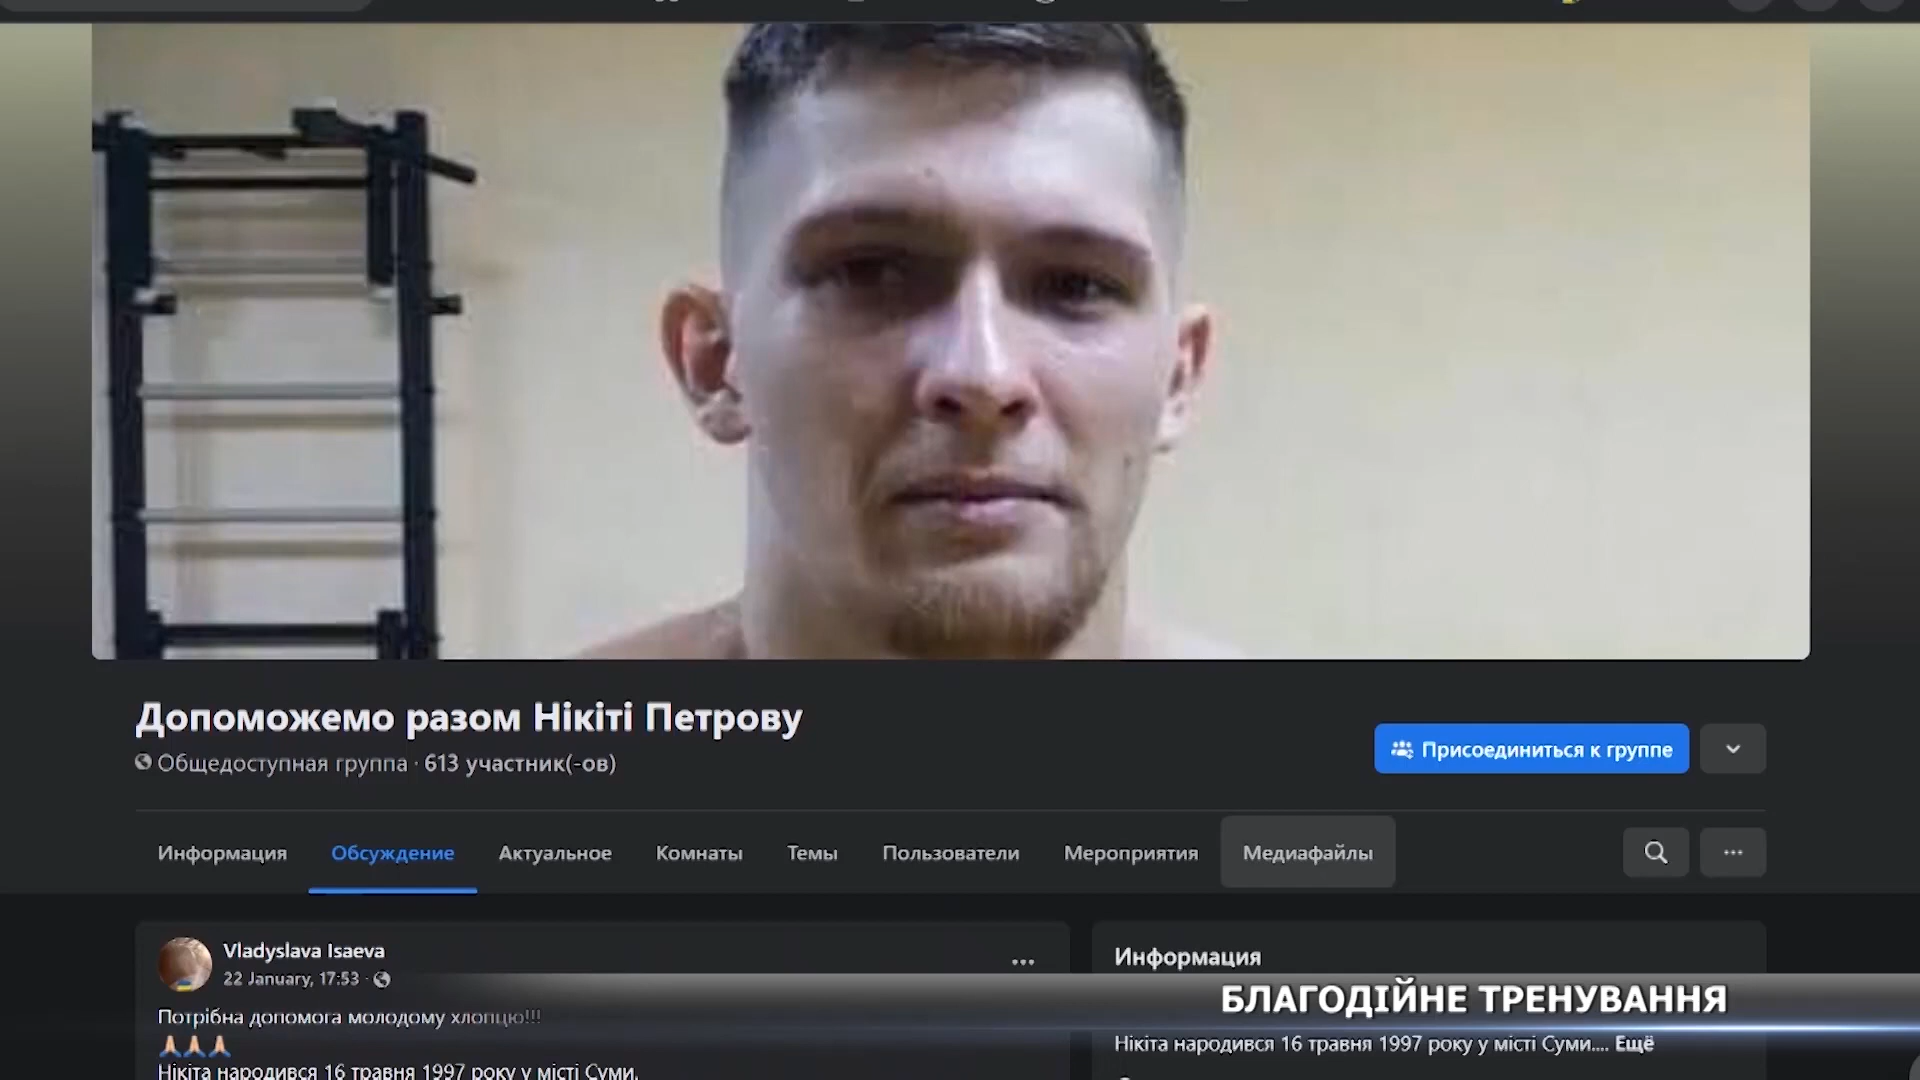 Допоможемо разом Нікіті Петрову
Общедоступная группа · 613 участник(-ов)
Присоединиться к группе
Информация
Обсуждение
Актуальное
Комнаты
Темы
Пользователи
Мероприятия
Медиафайлы
Vladyslava Isaeva
22 January, 17:53 ·
Потрібна допомога молодому хлопцю!!!
🙏🙏🙏
Нікіта народився 16 травня 1997 року у місті Суми.
Информация
БЛАГОДІЙНЕ ТРЕНУВАННЯ
Нікіта народився 16 травня 1997 року у місті Суми.... Ещё